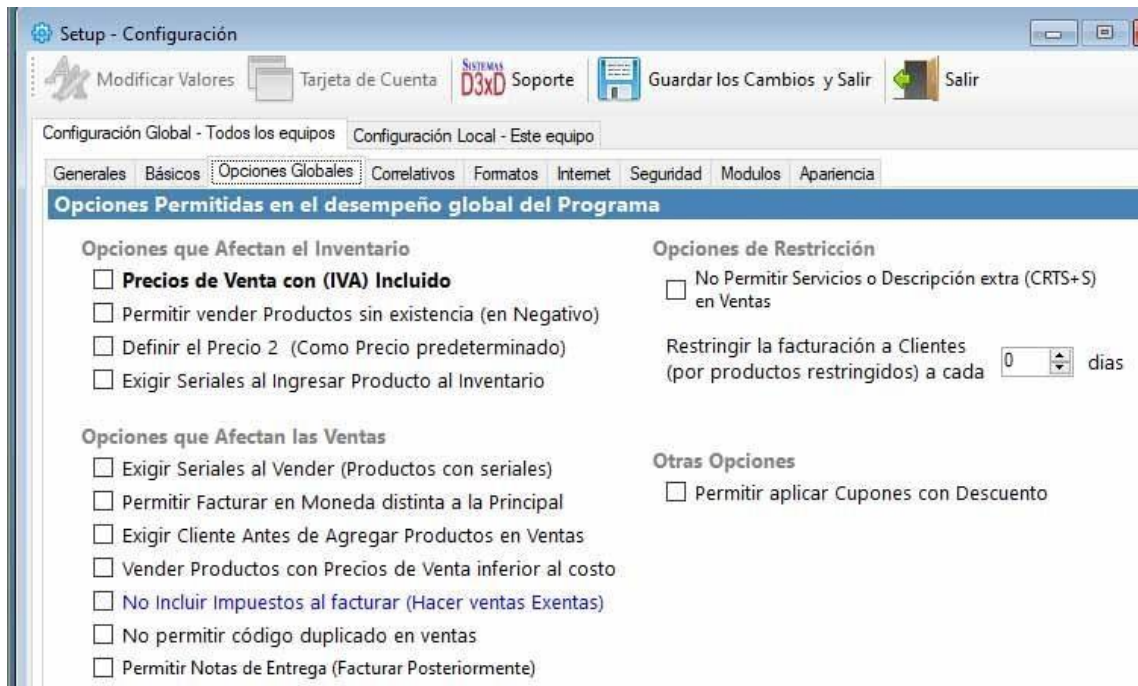 Setup - Configuración
Modificar Valores
Tarjeta de Cuenta
SISTEMAS
D3xD
Soporte
Guardar los Cambios y Salir
Salir
Configuración Global - Todos los equipos
Configuración Local - Este equipo
Generales
Básicos
Opciones Globales
Correlativos
Formatos
Internet
Seguridad
Modulos
Apariencia
Opciones Permitidas en el desempeño global del Programa
Opciones que Afectan el Inventario
Precios de Venta con (IVA) Incluido
Permitir vender Productos sin existencia (en Negativo)
Definir el Precio 2 (Como Precio predeterminado)
Exigir Seriales al Ingresar Producto al Inventario
Opciones que Afectan las Ventas
Exigir Seriales al Vender (Productos con seriales)
Permitir Facturar en Moneda distinta a la Principal
Exigir Cliente Antes de Agregar Productos en Ventas
Vender Productos con Precios de Venta inferior al costo
No Incluir Impuestos al facturar (Hacer ventas Exentas)
No permitir código duplicado en ventas
Permitir Notas de Entrega (Facturar Posteriormente)
Opciones de Restricción
No Permitir Servicios o Descripción extra (CRTS+S)
en Ventas
Restringir la facturación a Clientes
(por productos restringidos) a cada 0 dias
Otras Opciones
Permitir aplicar Cupones con Descuento